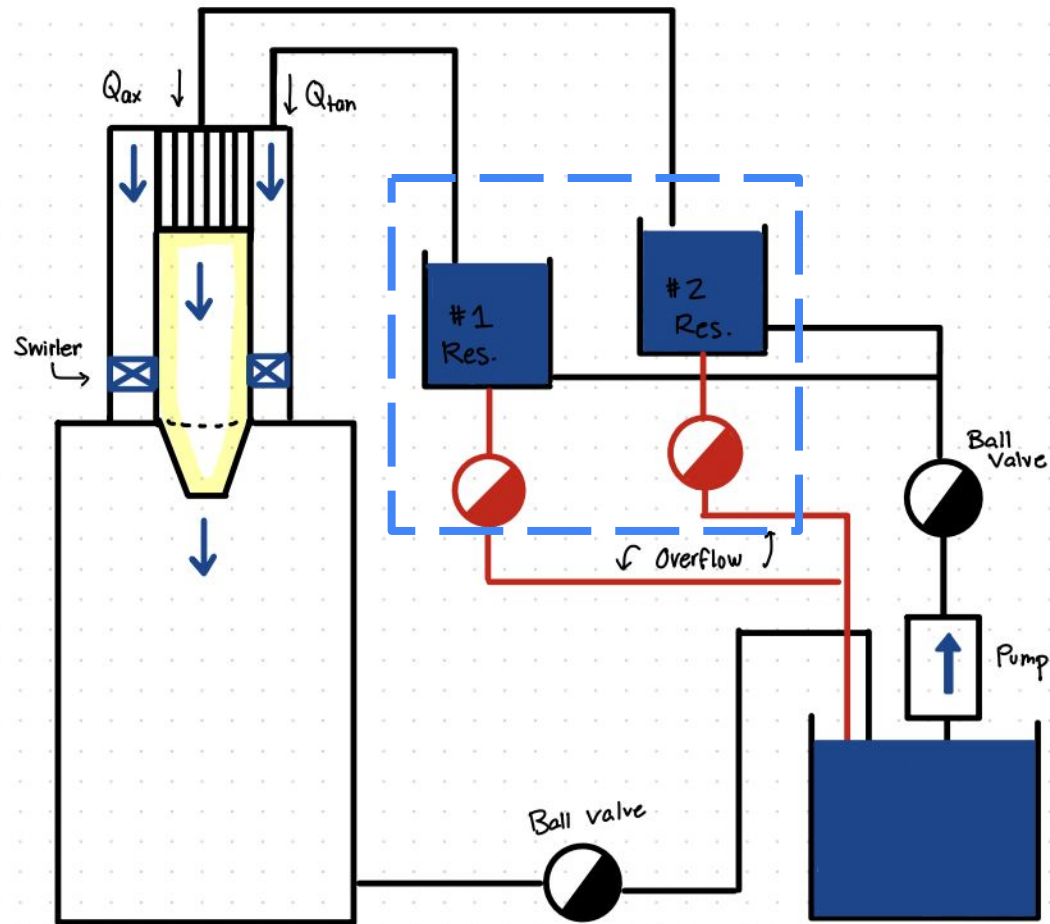 Qax
Qtan
#1
Res.
#2
Res.
Swirler
Ball
Valve
Overflow
Pump
Ball valve